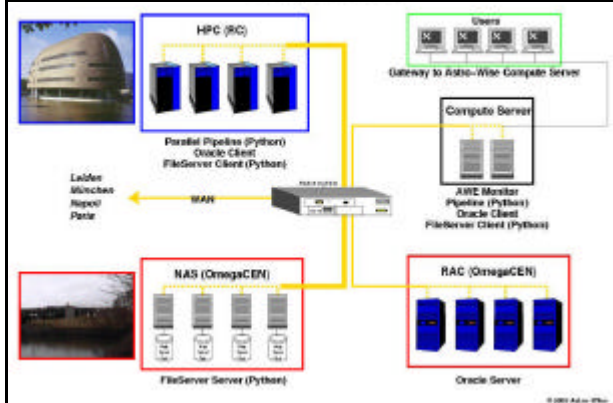 HPC (RC)
Parallel Pipeline (Python)
Oracle Client
FileServer Client (Python)
Users
Gateway to Astro-Wise Compute Server
Compute Server
AWE Monitor
Pipeline (Python)
Oracle Client
FileServer Client (Python)
Leiden
München
Napoli
Paris
WAN
NAS (OmegaCEN)
FileServer Server (Python)
RAC (OmegaCEN)
Oracle Server